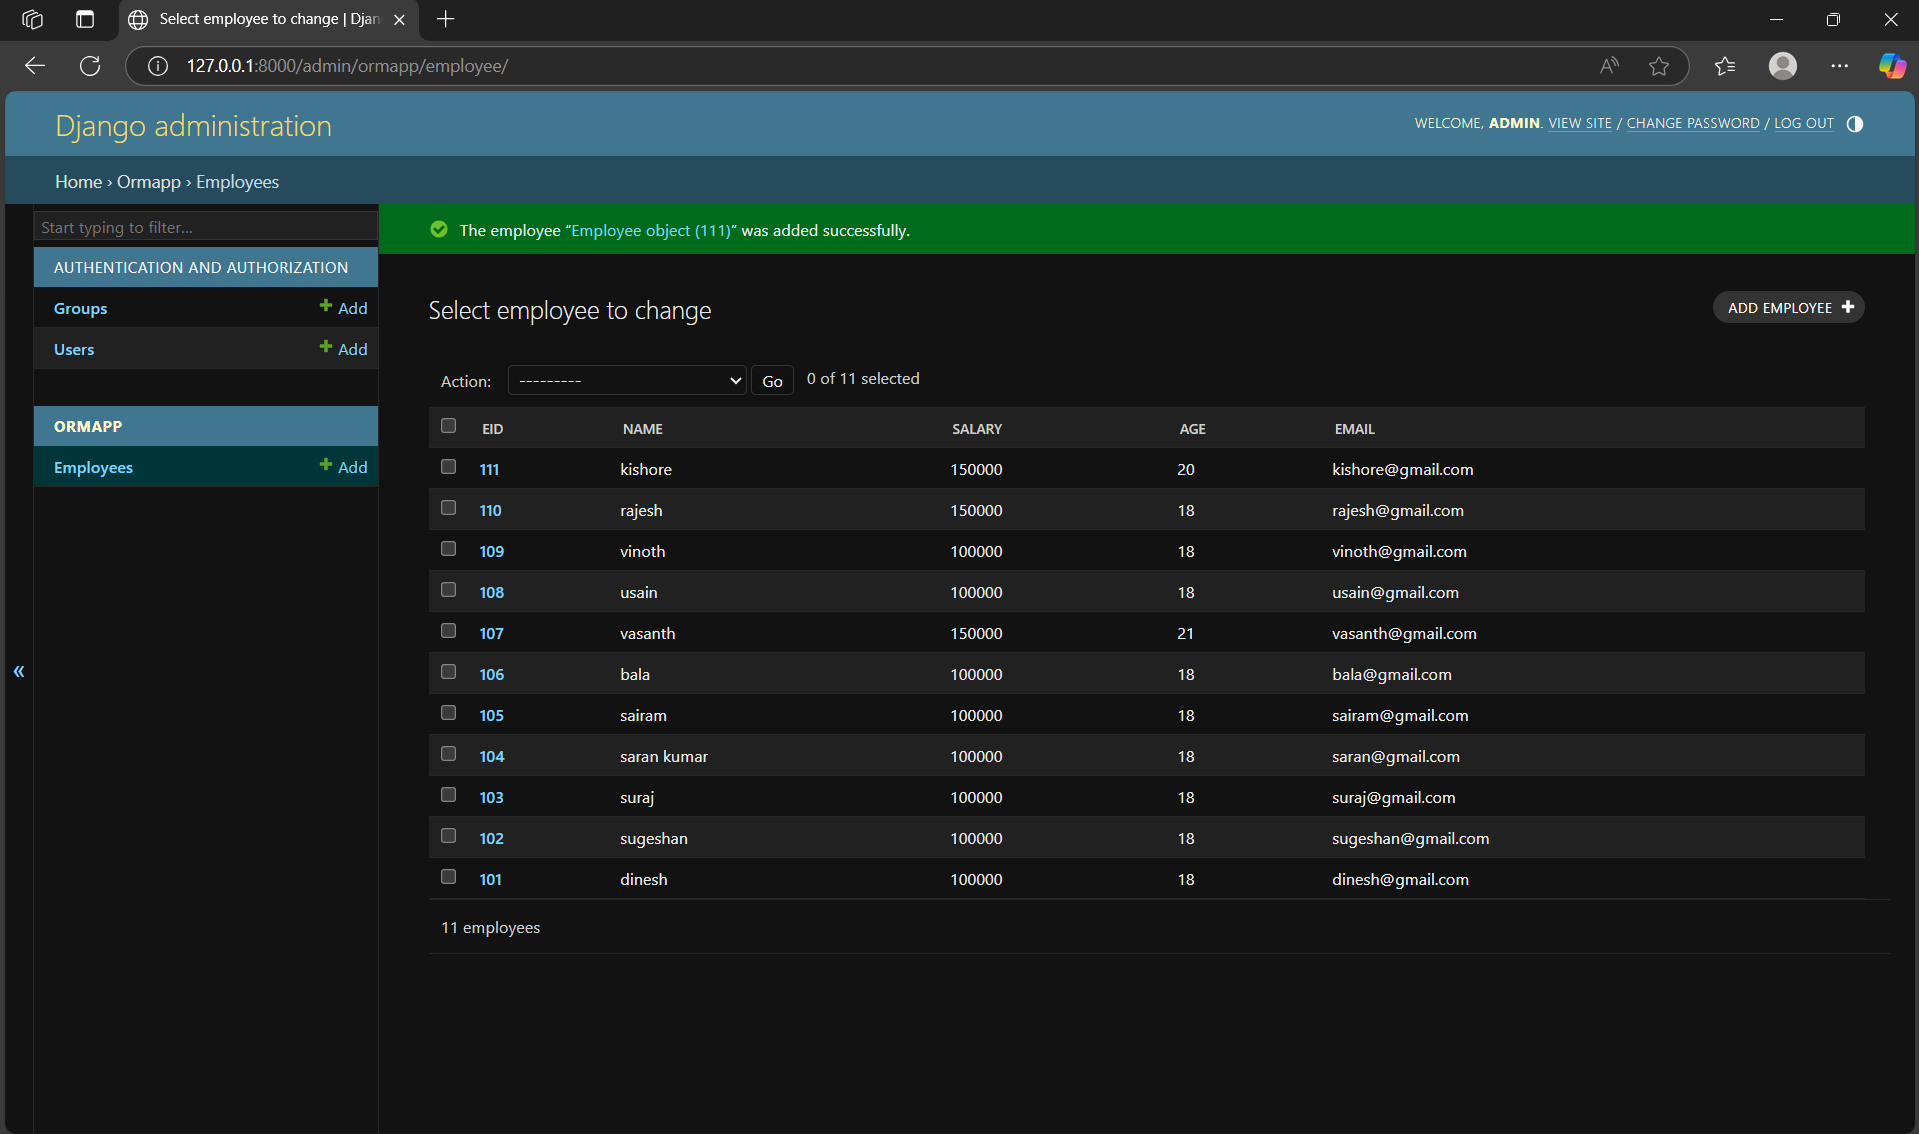 Select employee to change | Djan
127.0.0.1:8000/admin/ormapp/employee/
Django administration
WELCOME, ADMIN. VIEW SITE / CHANGE PASSWORD / LOG OUT
Home › Ormapp › Employees
Start typing to filter...
AUTHENTICATION AND AUTHORIZATION
Groups Add
Users Add
ORMAPP
Employees Add
«
The employee “Employee object (111)” was added successfully.
Select employee to change
ADD EMPLOYEE
Action: --------- Go 0 of 11 selected
EID NAME SALARY AGE EMAIL
111 kishore 150000 20 kishore@gmail.com
110 rajesh 150000 18 rajesh@gmail.com
109 vinoth 100000 18 vinoth@gmail.com
108 usain 100000 18 usain@gmail.com
107 vasanth 150000 21 vasanth@gmail.com
106 bala 100000 18 bala@gmail.com
105 sairam 100000 18 sairam@gmail.com
104 saran kumar 100000 18 saran@gmail.com
103 suraj 100000 18 suraj@gmail.com
102 sugeshan 100000 18 sugeshan@gmail.com
101 dinesh 100000 18 dinesh@gmail.com
11 employees